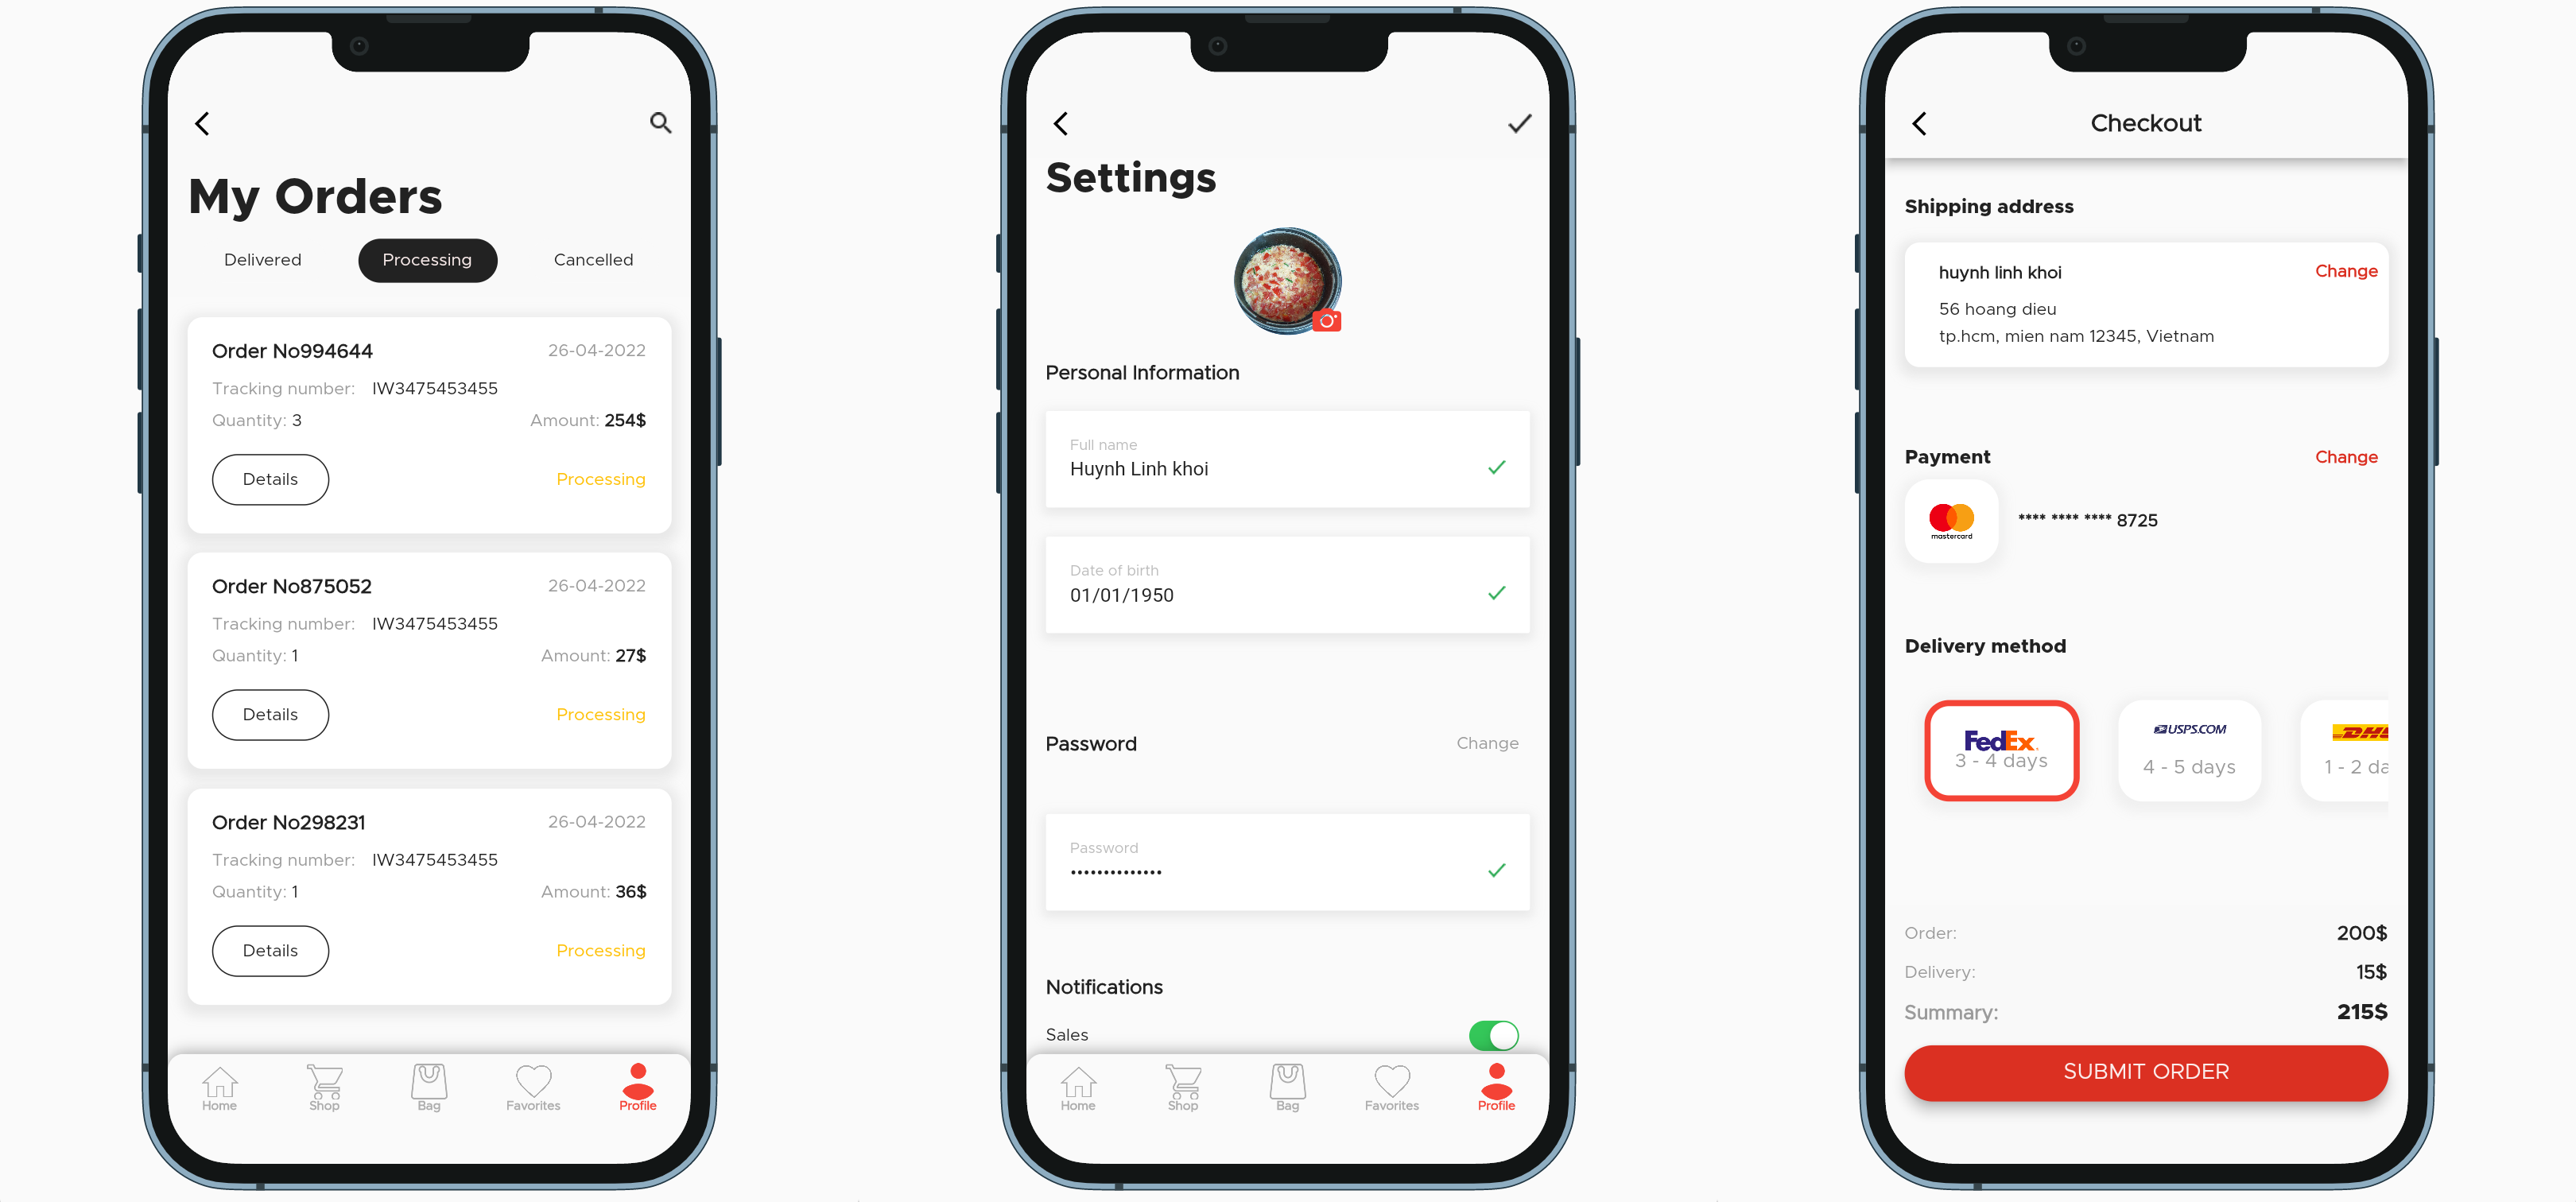 My Orders
Delivered
Processing
Cancelled
Order No994644
26-04-2022
Tracking number: IW3475453455
Quantity: 3
Amount: 254$
Details
Processing
Order No875052
26-04-2022
Tracking number: IW3475453455
Quantity: 1
Amount: 27$
Details
Processing
Order No298231
26-04-2022
Tracking number: IW3475453455
Quantity: 1
Amount: 36$
Details
Processing
Home
Shop
Bag
Favorites
Profile
Settings
Personal Information
Full name
Huynh Linh khoi
Date of birth
01/01/1950
Password
Change
Password
••••••••••••••
Notifications
Sales
Home
Shop
Bag
Favorites
Profile
Checkout
Shipping address
huynh linh khoi
Change
56 hoang dieu
tp.hcm, mien nam 12345, Vietnam
Payment
Change
mastercard
**** **** **** 8725
Delivery method
FedEx
3 - 4 days
USPS.COM
4 - 5 days
DH
1 - 2 da
Order:
200$
Delivery:
15$
Summary:
215$
SUBMIT ORDER